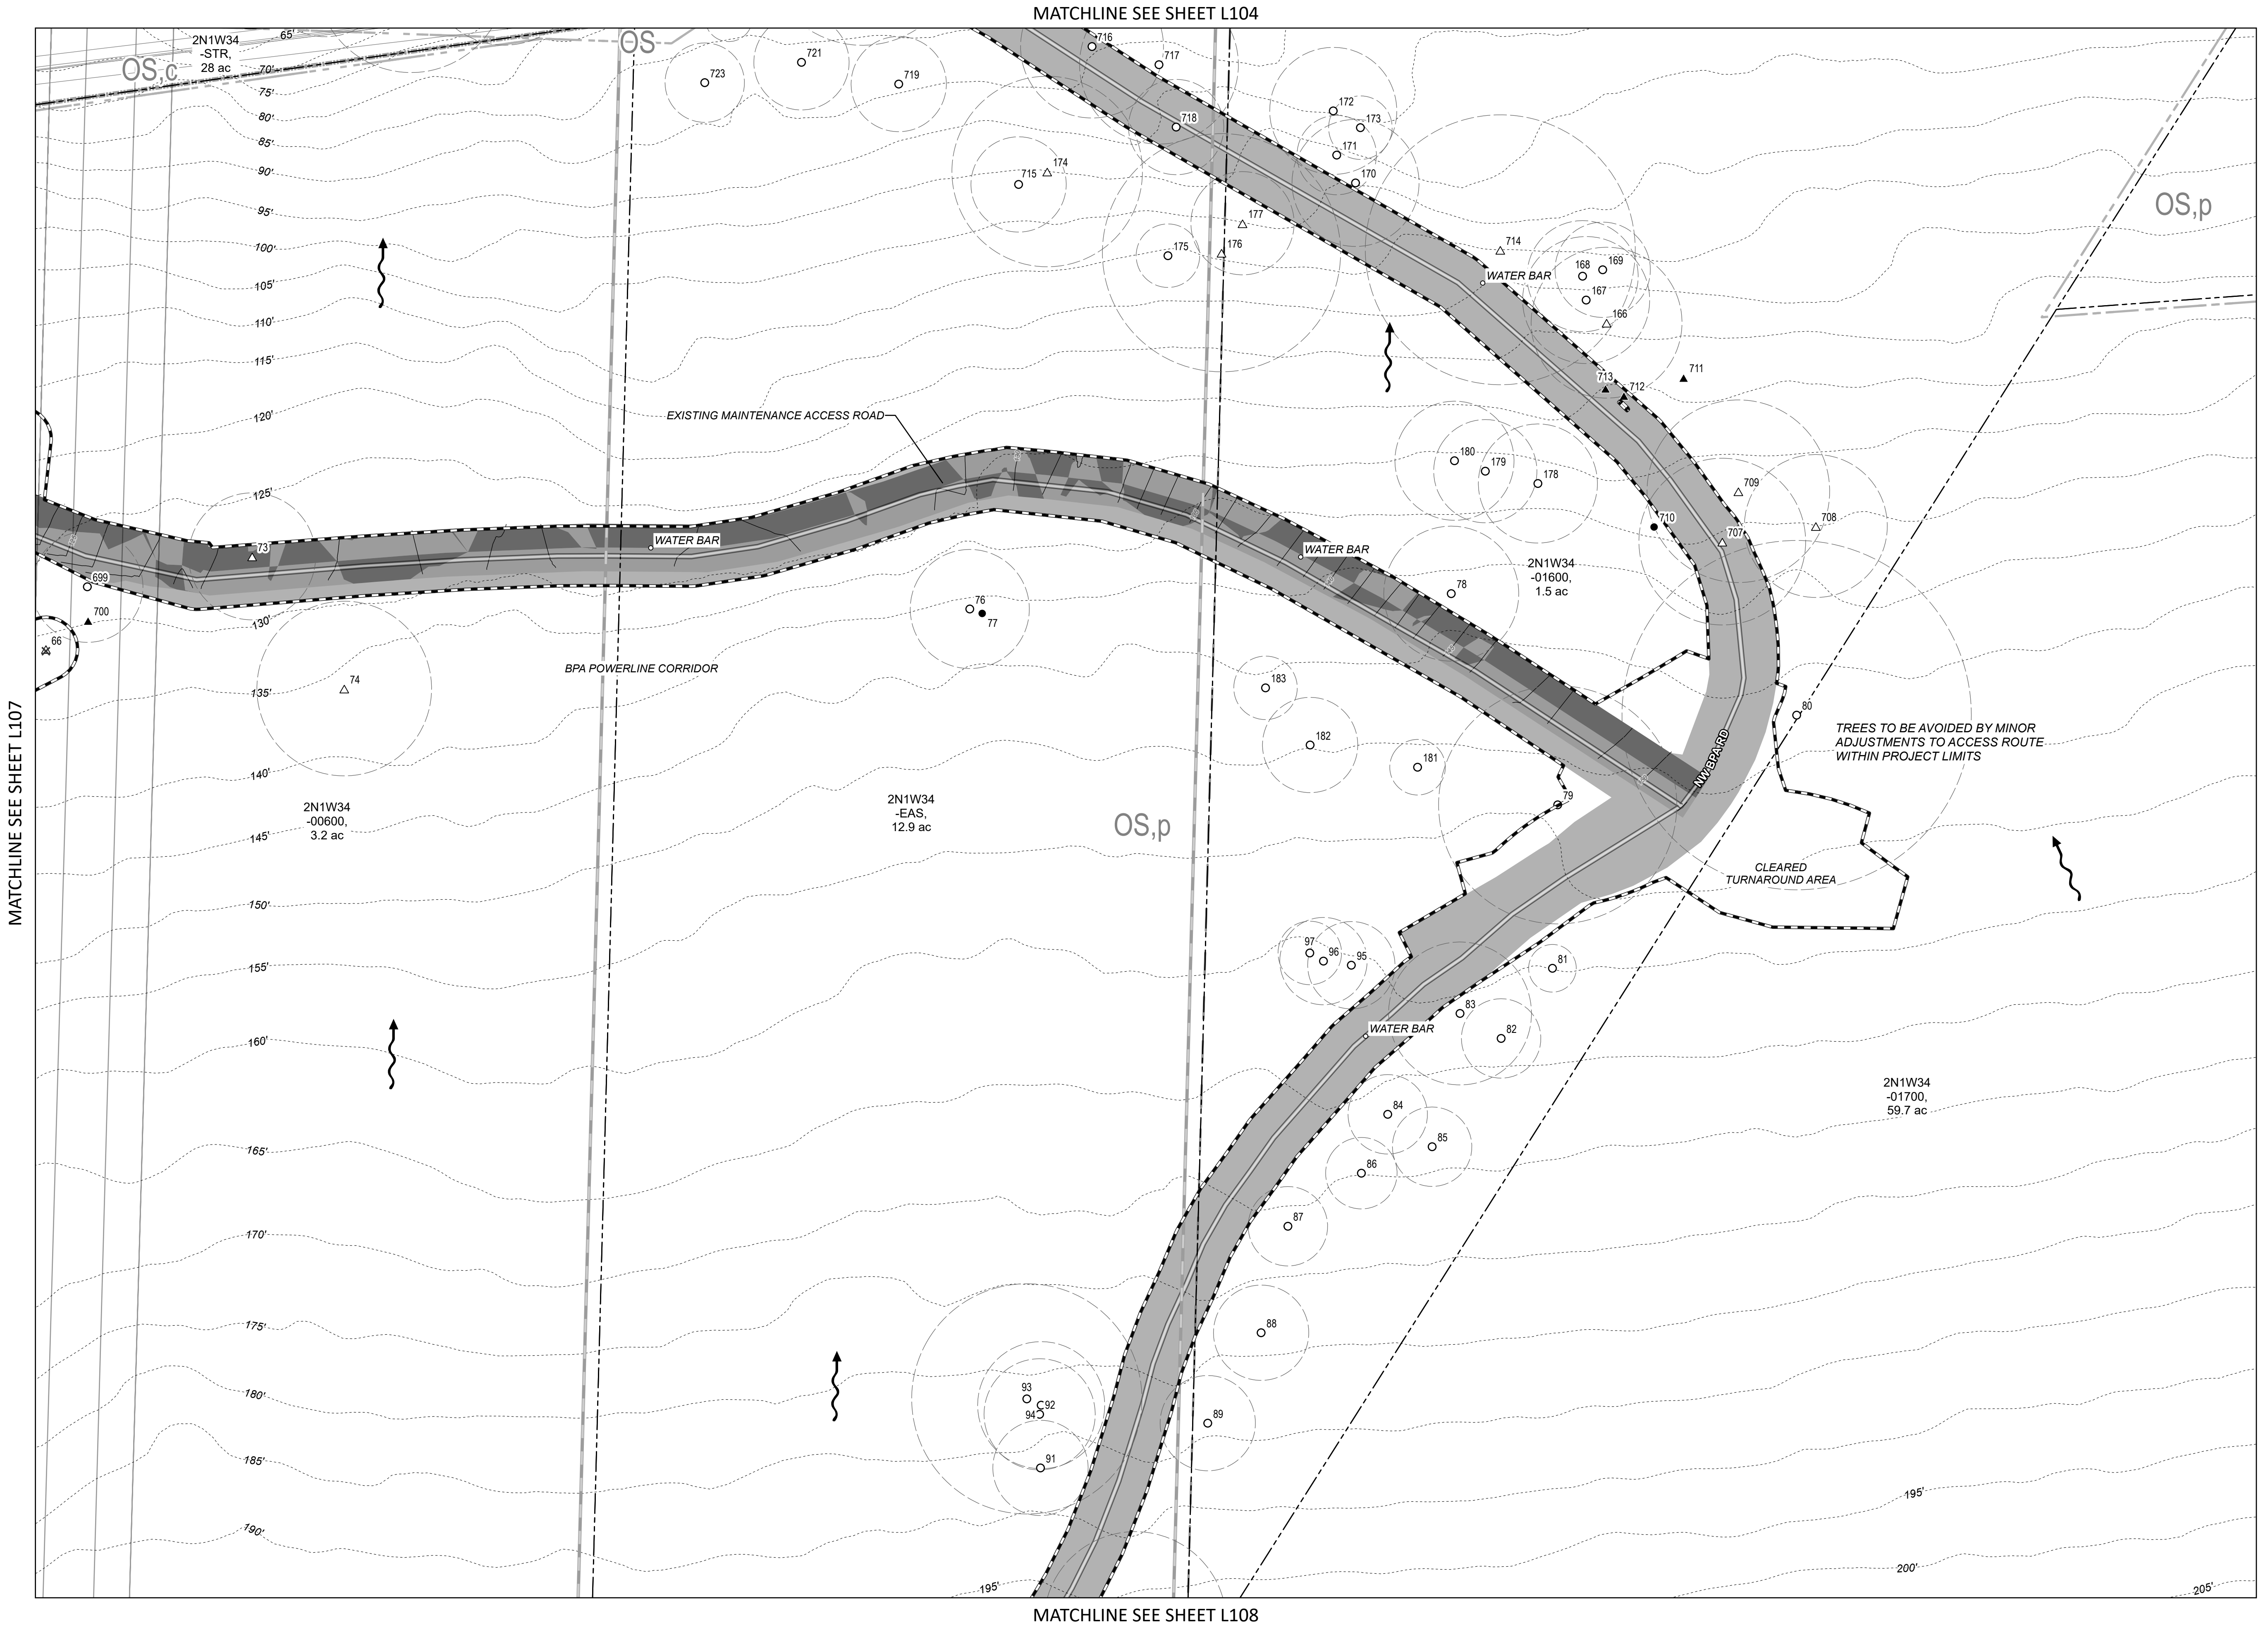 MATCHLINE SEE SHEET L104
65'
2N1W34
-STR,
28 ac
OS,c
OS
70'
75'
80'
85'
90'
95'
100'
105'
110'
115'
120'
125'
130'
135'
140'
145'
150'
155'
160'
165'
170'
175'
180'
185'
190'
723
721
719
716
717
718
715
174
175
176
177
172
173
171
170
714
WATER BAR
168
169
167
166
OS,p
713
712
711
EXISTING MAINTENANCE ACCESS ROAD
180
179
178
709
708
710
707
73
WATER BAR
WATER BAR
699
700
66
74
76
77
78
2N1W34
-01600,
1.5 ac
BPA POWERLINE CORRIDOR
183
182
181
79
80
NW BPA RD
TREES TO BE AVOIDED BY MINOR
ADJUSTMENTS TO ACCESS ROUTE
WITHIN PROJECT LIMITS
MATCHLINE SEE SHEET L107
2N1W34
-00600,
3.2 ac
2N1W34
-EAS,
12.9 ac
OS,p
CLEARED
TURNAROUND AREA
97
96
95
81
83
82
WATER BAR
84
85
86
87
2N1W34
-01700,
59.7 ac
88
89
93
92
94
91
195'
195'
200'
205'
MATCHLINE SEE SHEET L108